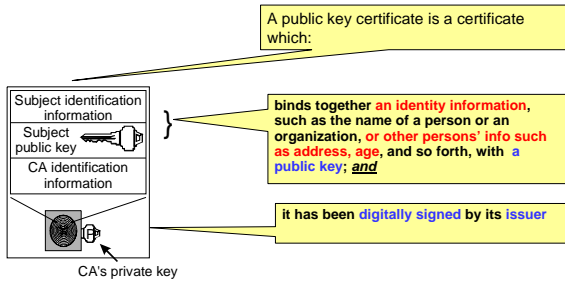 A public key certificate is a certificate
which:
Subject identification
information
Subject
public key
CA identification
information
}
binds together an identity information,
such as the name of a person or an
organization, or other persons' info such
as address, age, and so forth, with a
public key; and
it has been digitally signed by its issuer
CA's private key